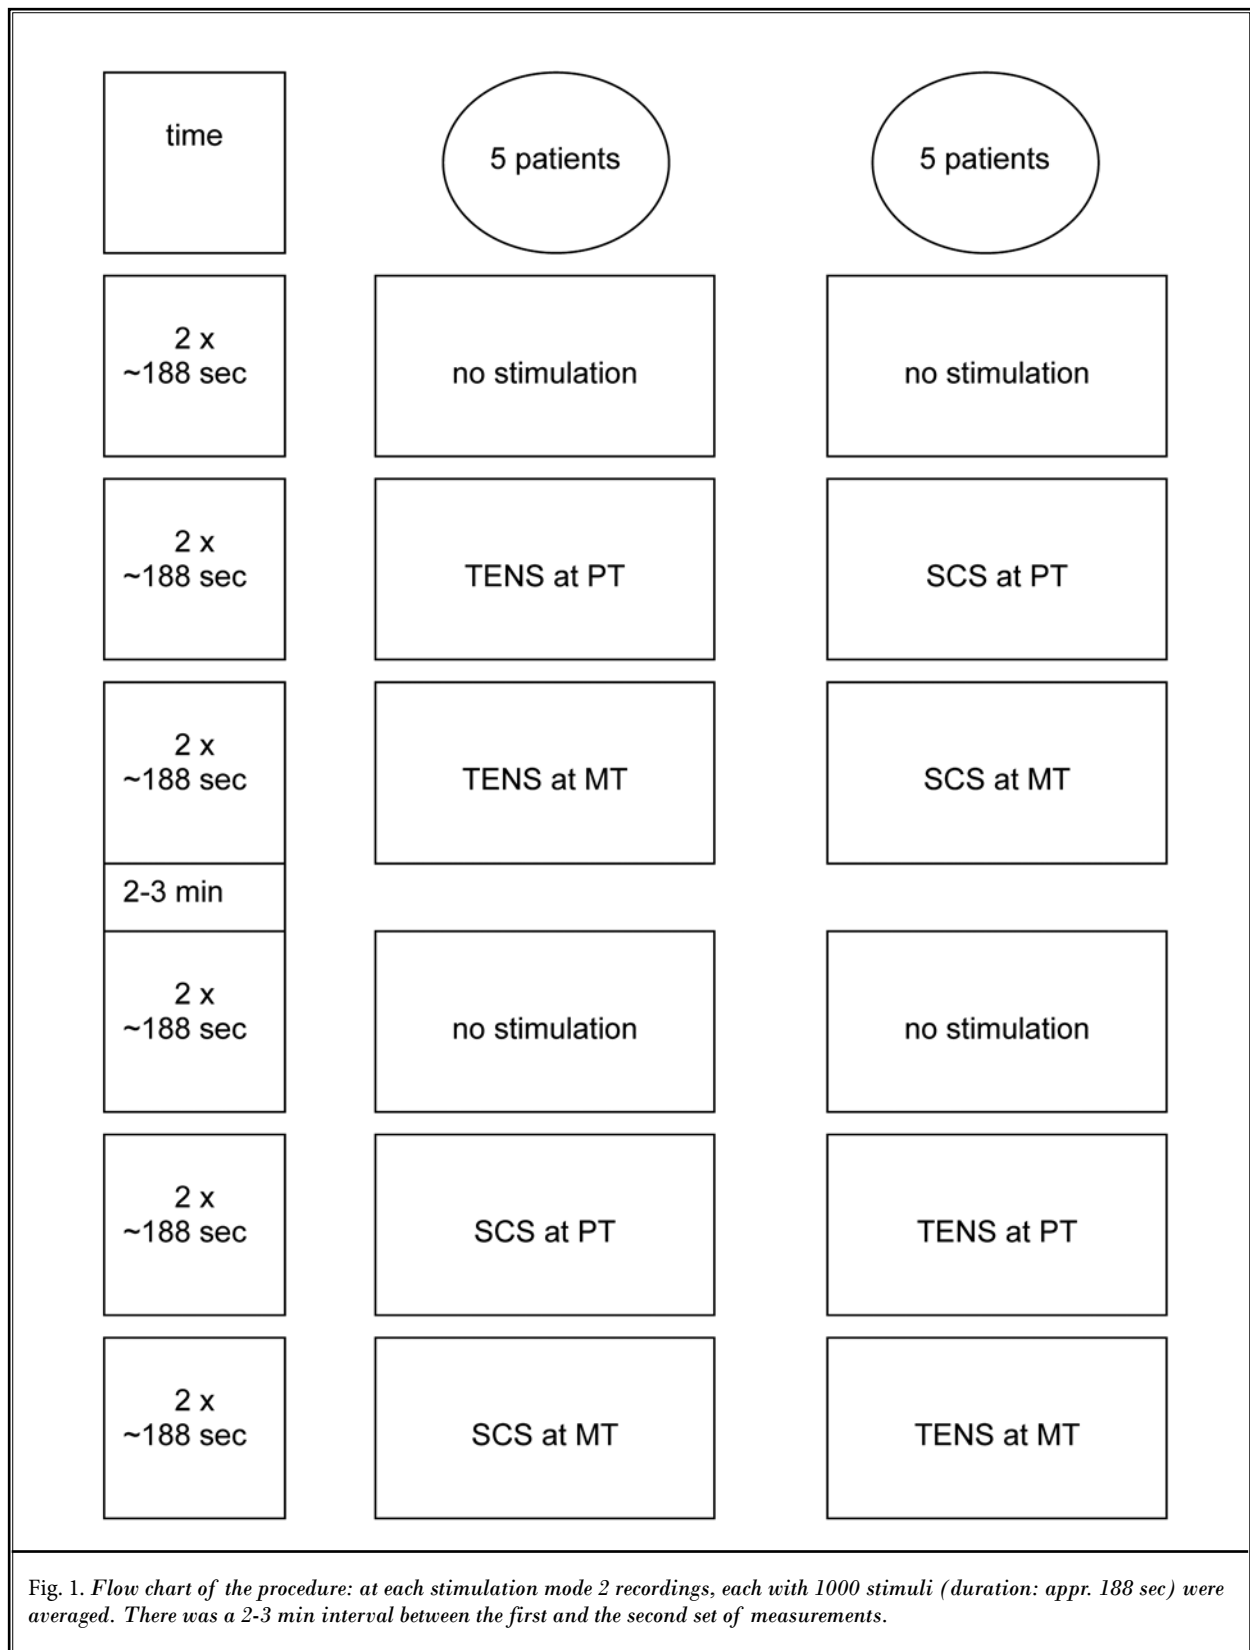 time
5 patients
5 patients
2 x
~188 sec
no stimulation
no stimulation
2 x
~188 sec
TENS at PT
SCS at PT
2 x
~188 sec
TENS at MT
SCS at MT
2-3 min
2 x
~188 sec
no stimulation
no stimulation
2 x
~188 sec
SCS at PT
TENS at PT
2 x
~188 sec
SCS at MT
TENS at MT
Fig. 1. Flow chart of the procedure: at each stimulation mode 2 recordings, each with 1000 stimuli (duration: appr. 188 sec) were
averaged. There was a 2-3 min interval between the first and the second set of measurements.